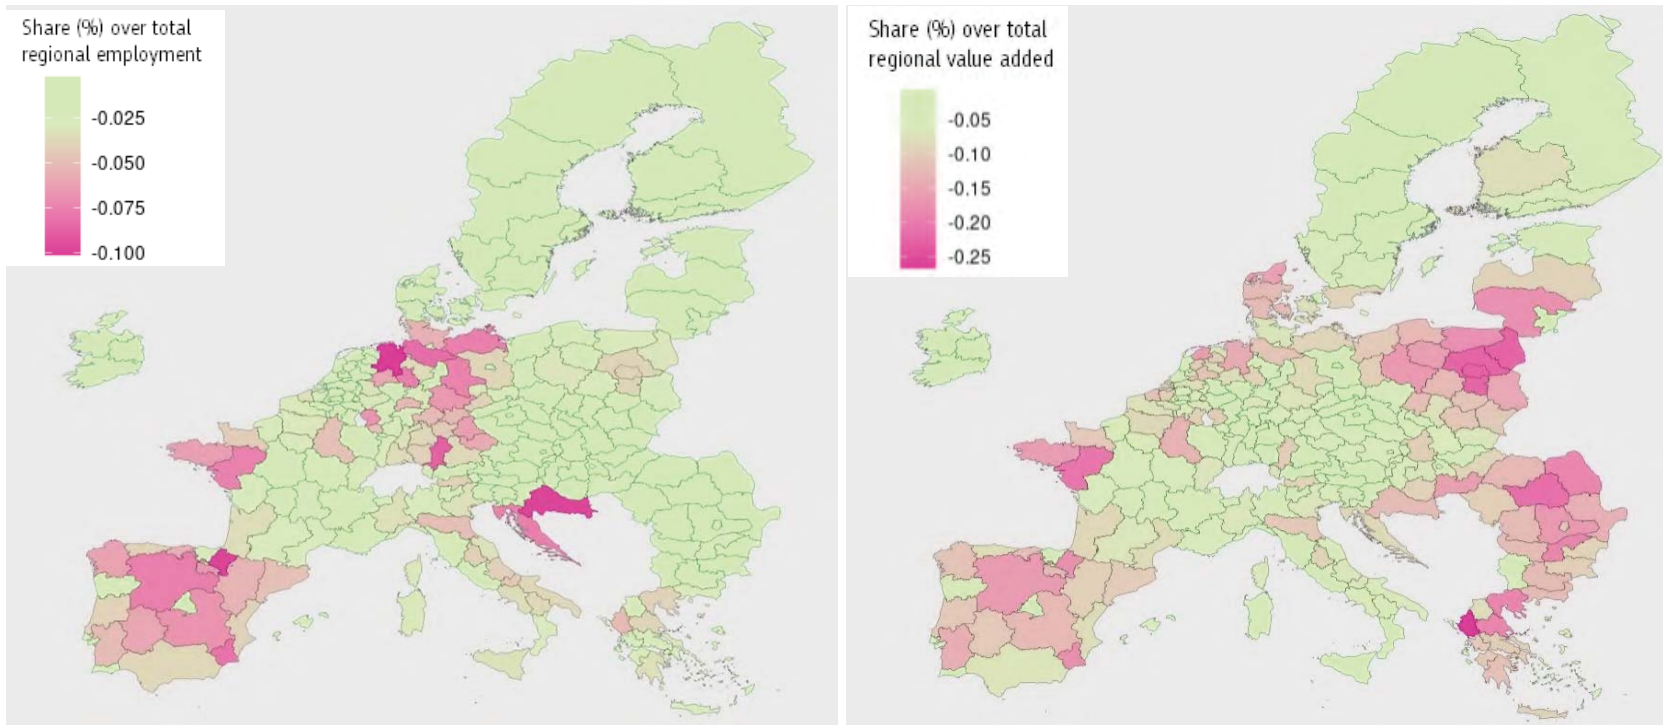 Share (%) over total
regional employment
-0.025
-0.050
-0.075
-0.100
Share (%) over total
regional value added
-0.05
-0.10
-0.15
-0.20
-0.25